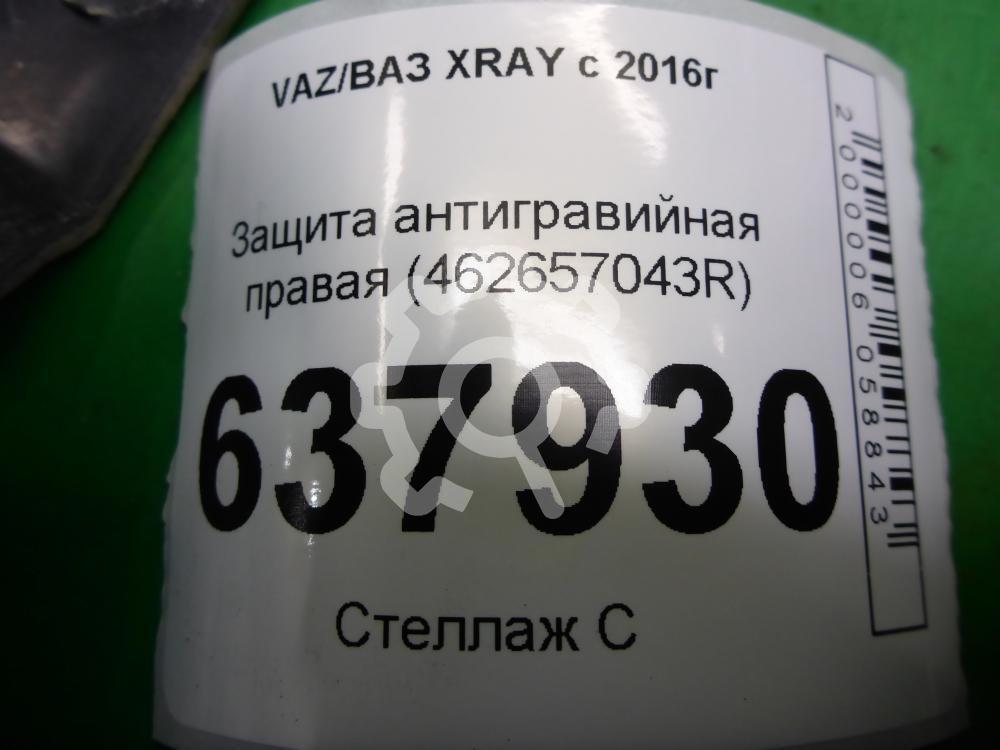 VAZ/ВАЗ XRAY с 2016г
Защита антигравийная
правая (462657043R)
637930
Стеллаж С
2000006058843